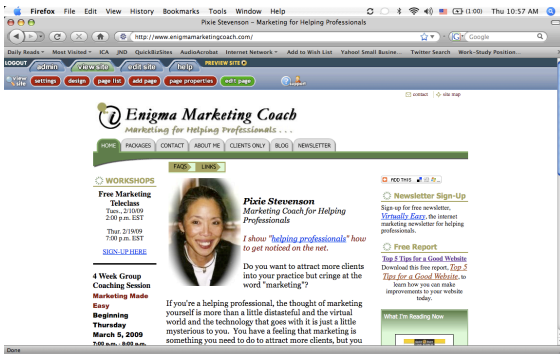 Firefox File Edit View History Bookmarks Tools Window Help (1:00) Thu 10:57 AM
Pixie Stevenson – Marketing for Helping Professionals
http://www.enigmamarketingcoach.com/ Google
Daily Reads Most Visited ICA JND QuickBizSites AudioAcrobat Internet Network Add to Wish List Yahoo! Small Busine... Twitter Search Work-Study Position...
LOGOUT admin view site edit site help PREVIEW SITE
view site settings design page list add page page properties edit page support
contact site map
Enigma Marketing Coach
Marketing for Helping Professionals . . .
HOME PACKAGES CONTACT ABOUT ME CLIENTS ONLY BLOG NEWSLETTER
FAQS LINKS
WORKSHOPS
Free Marketing
Teleclass
Tues., 2/10/09
2:00 p.m. EST
Thur. 2/19/09
7:00 p.m. EST
SIGN-UP HERE
4 Week Group
Coaching Session
Marketing Made
Easy
Beginning
Thursday
March 5, 2009
7:00 p.m. - 8:00 p.m.
Pixie Stevenson
Marketing Coach for Helping
Professionals
I show "helping professionals" how
to get noticed on the net.
Do you want to attract more clients
into your practice but cringe at the
word "marketing"?
If you're a helping professional, the thought of marketing
yourself is more than a little distasteful and the virtual
world and the technology that goes with it is just a little
mysterious to you. You have a feeling that marketing is
something you need to do to attract more clients, but you
ADD THIS
Newsletter Sign-Up
Sign-up for free newsletter,
Virtually Easy, the internet
marketing newsletter for helping
professionals.
Free Report
Top 5 Tips for a Good Website
Download this free report, Top 5
Tips for a Good Website, to
learn how you can make
improvements to your website
today.
What I'm Reading Now
Done